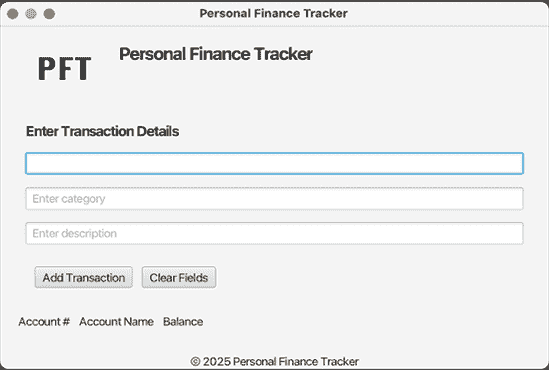 Personal Finance Tracker
PFT Personal Finance Tracker
Enter Transaction Details
Enter category
Enter description
Add Transaction Clear Fields
Account # Account Name Balance
© 2025 Personal Finance Tracker